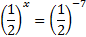 (1/2)^x = (1/2)^-7